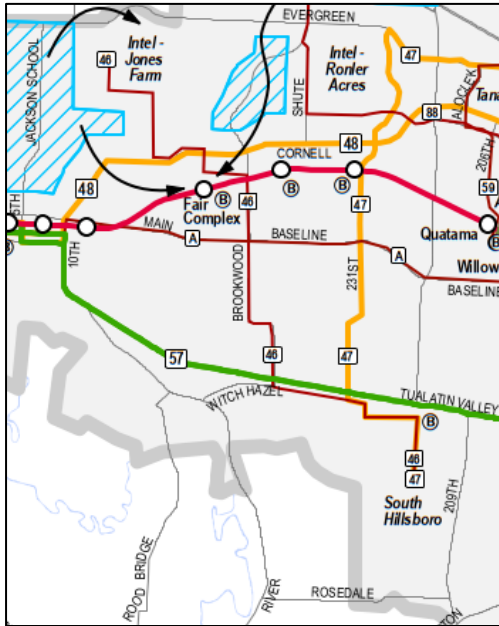 EVERGREEN
JACKSON SCHOOL
46
Intel -
Jones
Farm
SHUTE
Intel -
Ronler
Acres
47
ALOCLEK
Tana
88
206TH
48
CORNELL
48
Fair
Complex
B
46
B
B
59
A
47
Quatama
B
MAIN
A
BASELINE
A
Willow
BASELINE
10TH
B
BROOKWOOD
231ST
57
46
47
WITCH HAZEL
TUALATIN VALLEY
B
46
47
South
Hillsboro
209TH
ROOD BRIDGE
RIVER
ROSEDALE
TON